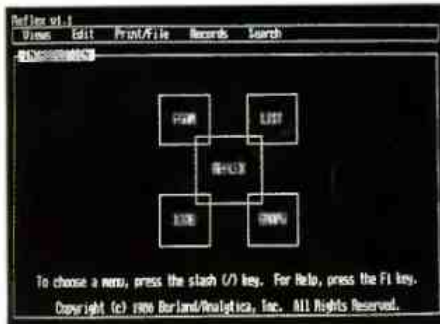 Reflex v1.1
Views Edit Print/File Records Search
FORM LIST
REFLEX
GRAPH
To choose a menu, press the slash (/) key. For Help, press the F1 key.
Copyright (c) 1986 Borland/Analytica, Inc. All Rights Reserved.